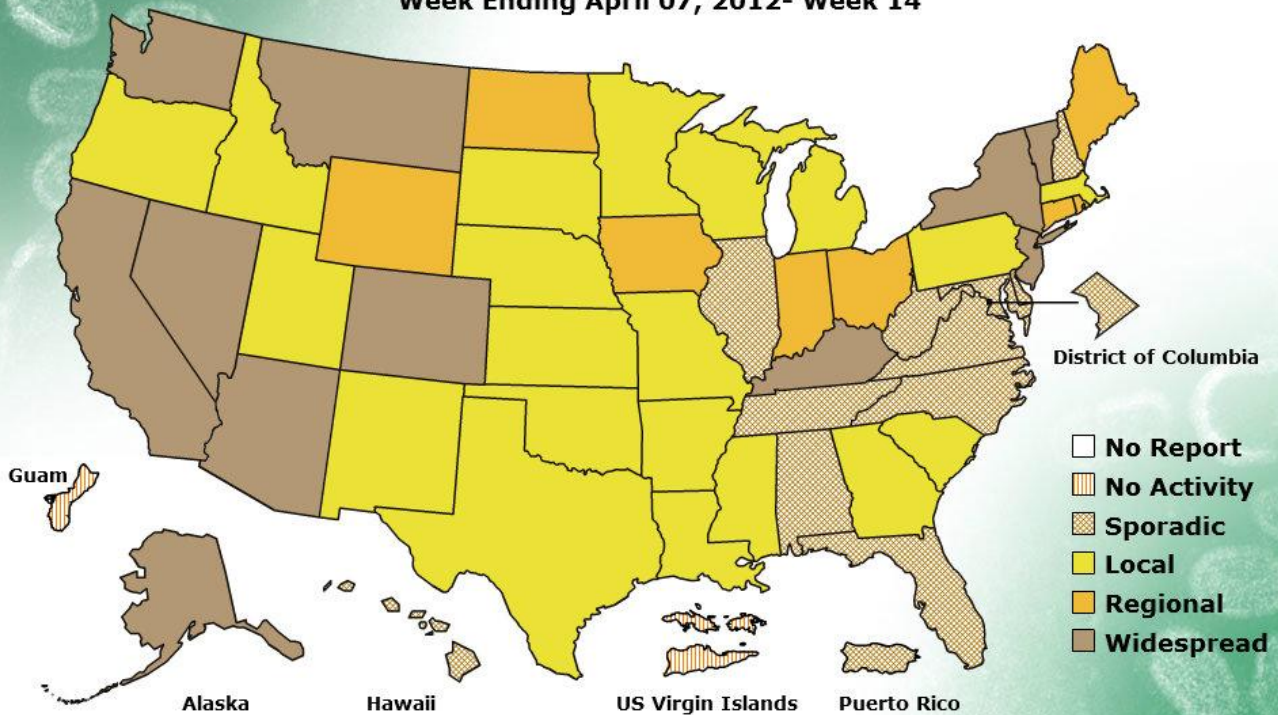 Week Ending April 07, 2012- Week 14
District of Columbia
No Report
Guam
No Activity
Sporadic
Local
Regional
Widespread
Alaska
Hawaii
US Virgin Islands
Puerto Rico